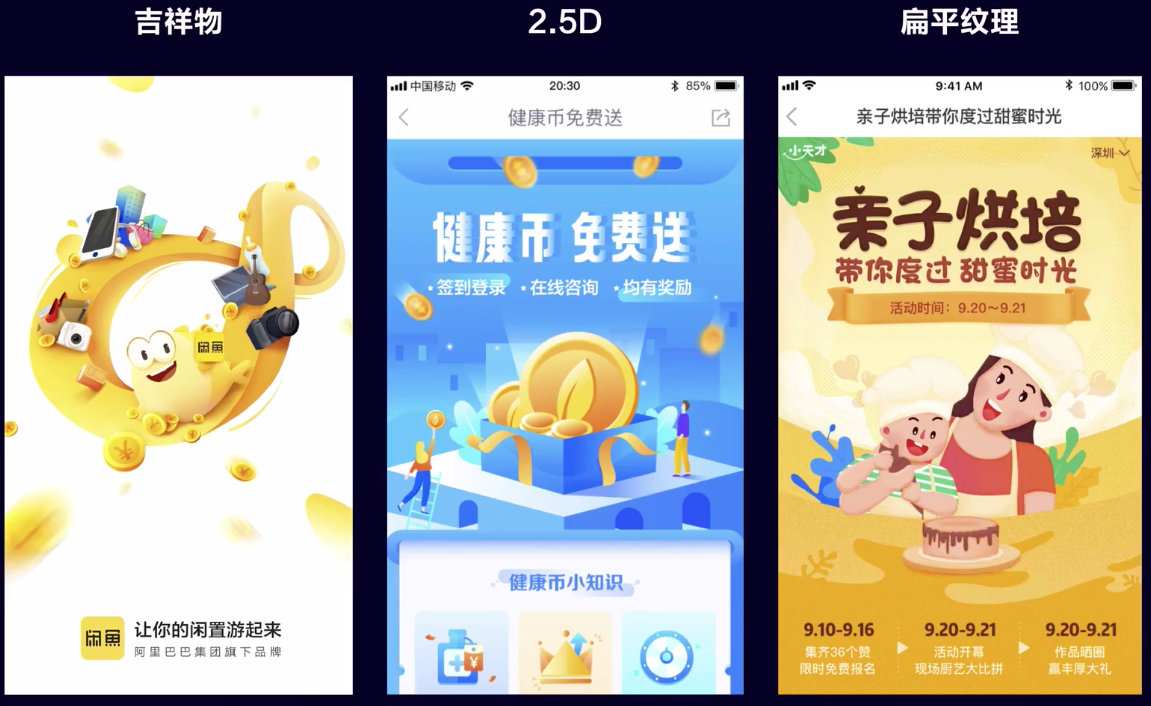 吉祥物
2.5D
扁平纹理
闲鱼
闲鱼
让你的闲置游起来
阿里巴巴集团旗下品牌
中国移动
20:30
85%
健康币免费送
健康币 免费送
签到登录
在线咨询
均有奖励
健康币小知识
¥
9:41 AM
100%
亲子烘培带你度过甜蜜时光
小天才
深圳
亲子烘培
带你度过 甜蜜时光
活动时间：9.20～9.21
9.10-9.16
集齐36个赞
限时免费报名
9.20-9.21
活动开幕
现场厨艺大比拼
9.20-9.21
作品晒圈
赢丰厚大礼